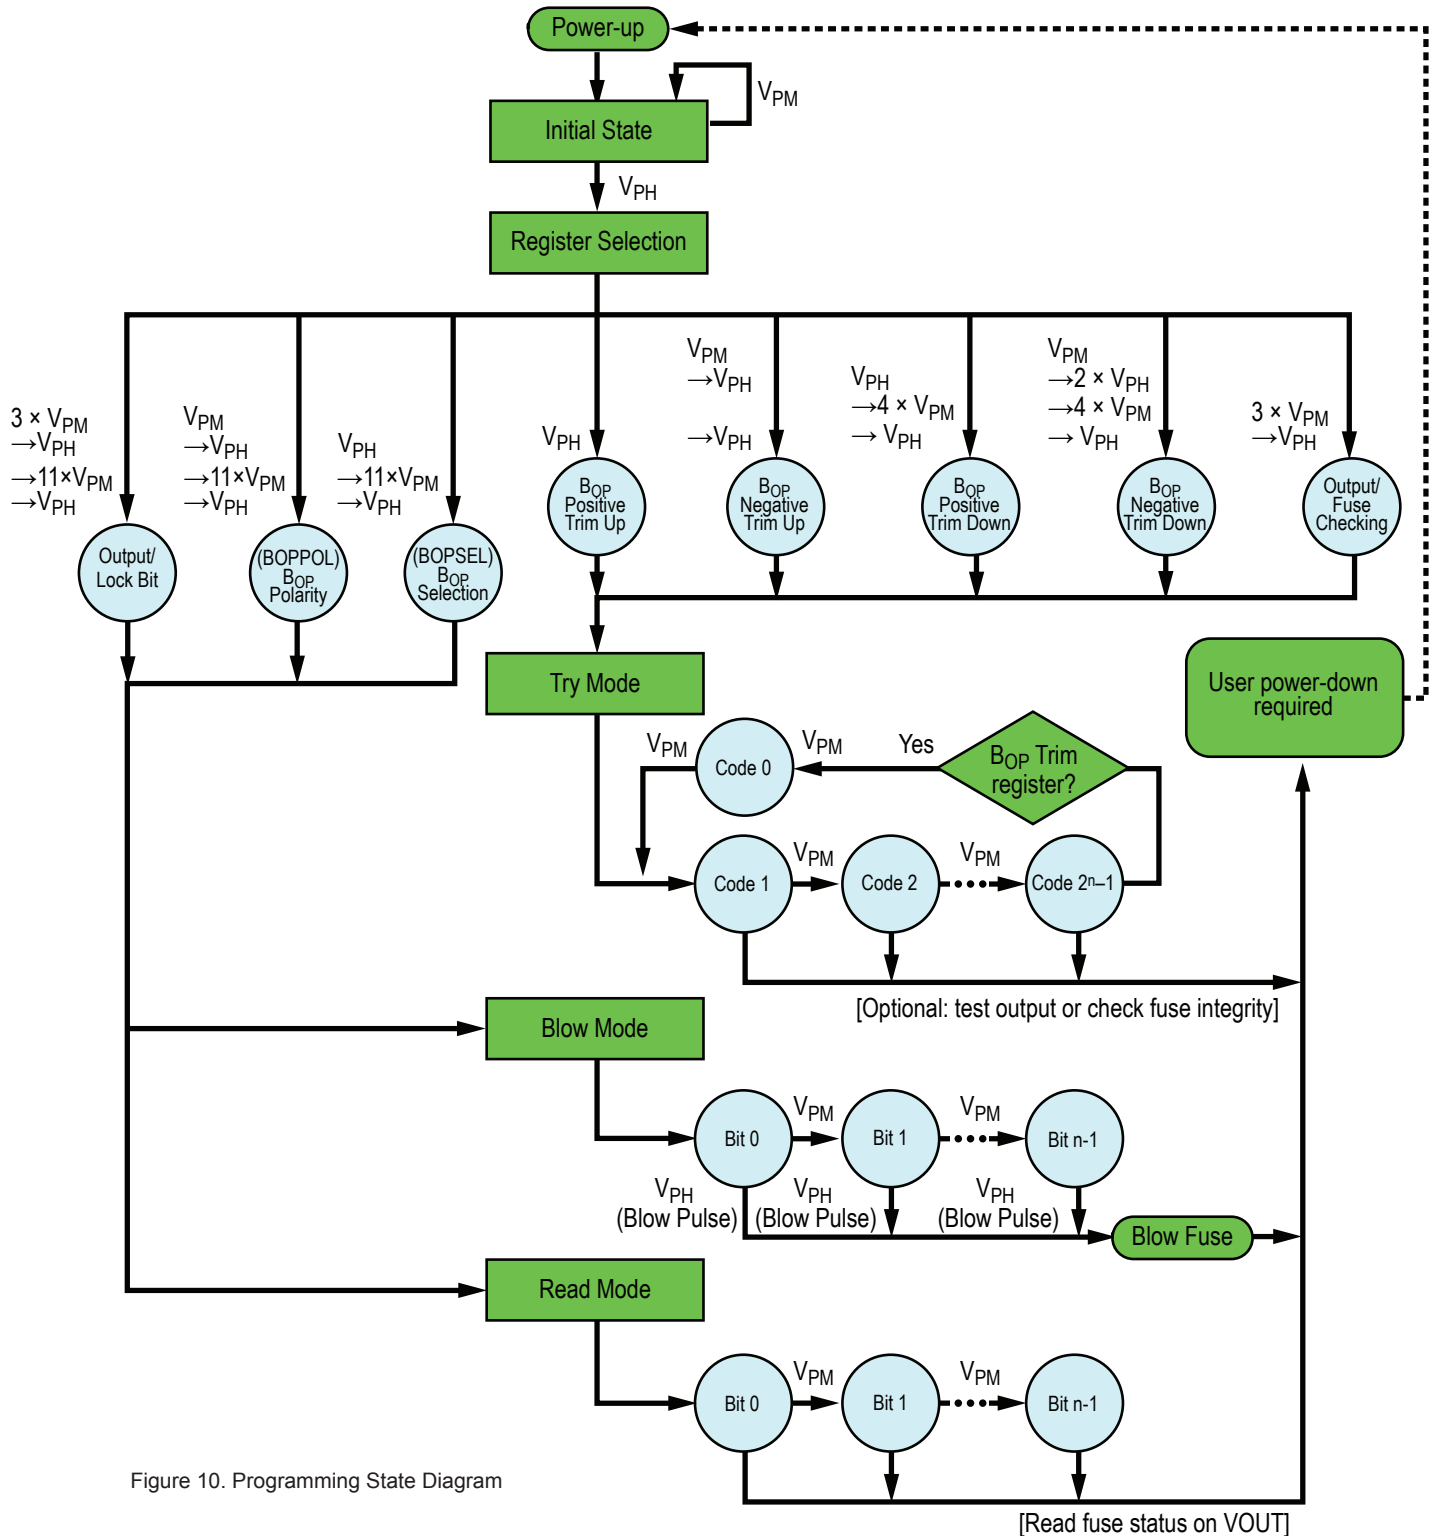 Power-up
VPM
Initial State
VPH
Register Selection
3 × VPM
→VPH
→11×VPM
→VPH
VPM
→VPH
→11×VPM
→VPH
VPH
→11×VPM
→VPH
VPH
VPM
→VPH
→VPH
VPH
→4 × VPM
→ VPH
VPM
→2 × VPH
→4 × VPM
→ VPH
3 × VPM
→VPH
Output/
Lock Bit
(BOPPOL)
BOP
Polarity
(BOPSEL)
BOP
Selection
BOP
Positive
Trim Up
BOP
Negative
Trim Up
BOP
Positive
Trim Down
BOP
Negative
Trim Down
Output/
Fuse
Checking
Try Mode
User power-down
required
VPM
Code 0
VPM
Yes
BOP Trim
register?
Code 1
VPM
Code 2
VPM
Code 2ⁿ–1
[Optional: test output or check fuse integrity]
Blow Mode
Bit 0
VPM
Bit 1
VPM
Bit n-1
VPH
(Blow Pulse)
VPH
(Blow Pulse)
VPH
(Blow Pulse)
Blow Fuse
Read Mode
Bit 0
VPM
Bit 1
VPM
Bit n-1
[Read fuse status on VOUT]
Figure 10. Programming State Diagram